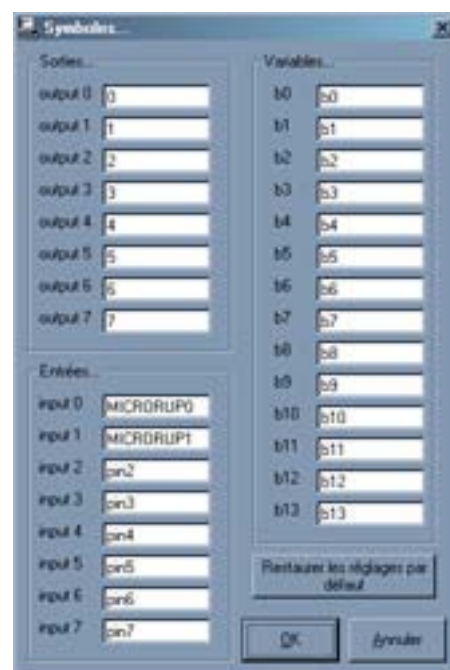 Symboles...
Sorties...
output 0 0
output 1 1
output 2 2
output 3 3
output 4 4
output 5 5
output 6 6
output 7 7
Entrées...
input 0 MICRORUP0
input 1 MICRORUP1
input 2 pin2
input 3 pin3
input 4 pin4
input 5 pin5
input 6 pin6
input 7 pin7
Variables...
b0 b0
b1 b1
b2 b2
b3 b3
b4 b4
b5 b5
b6 b6
b7 b7
b8 b8
b9 b9
b10 b10
b11 b11
b12 b12
b13 b13
Restaurer les réglages par
défaut
OK
Annuler